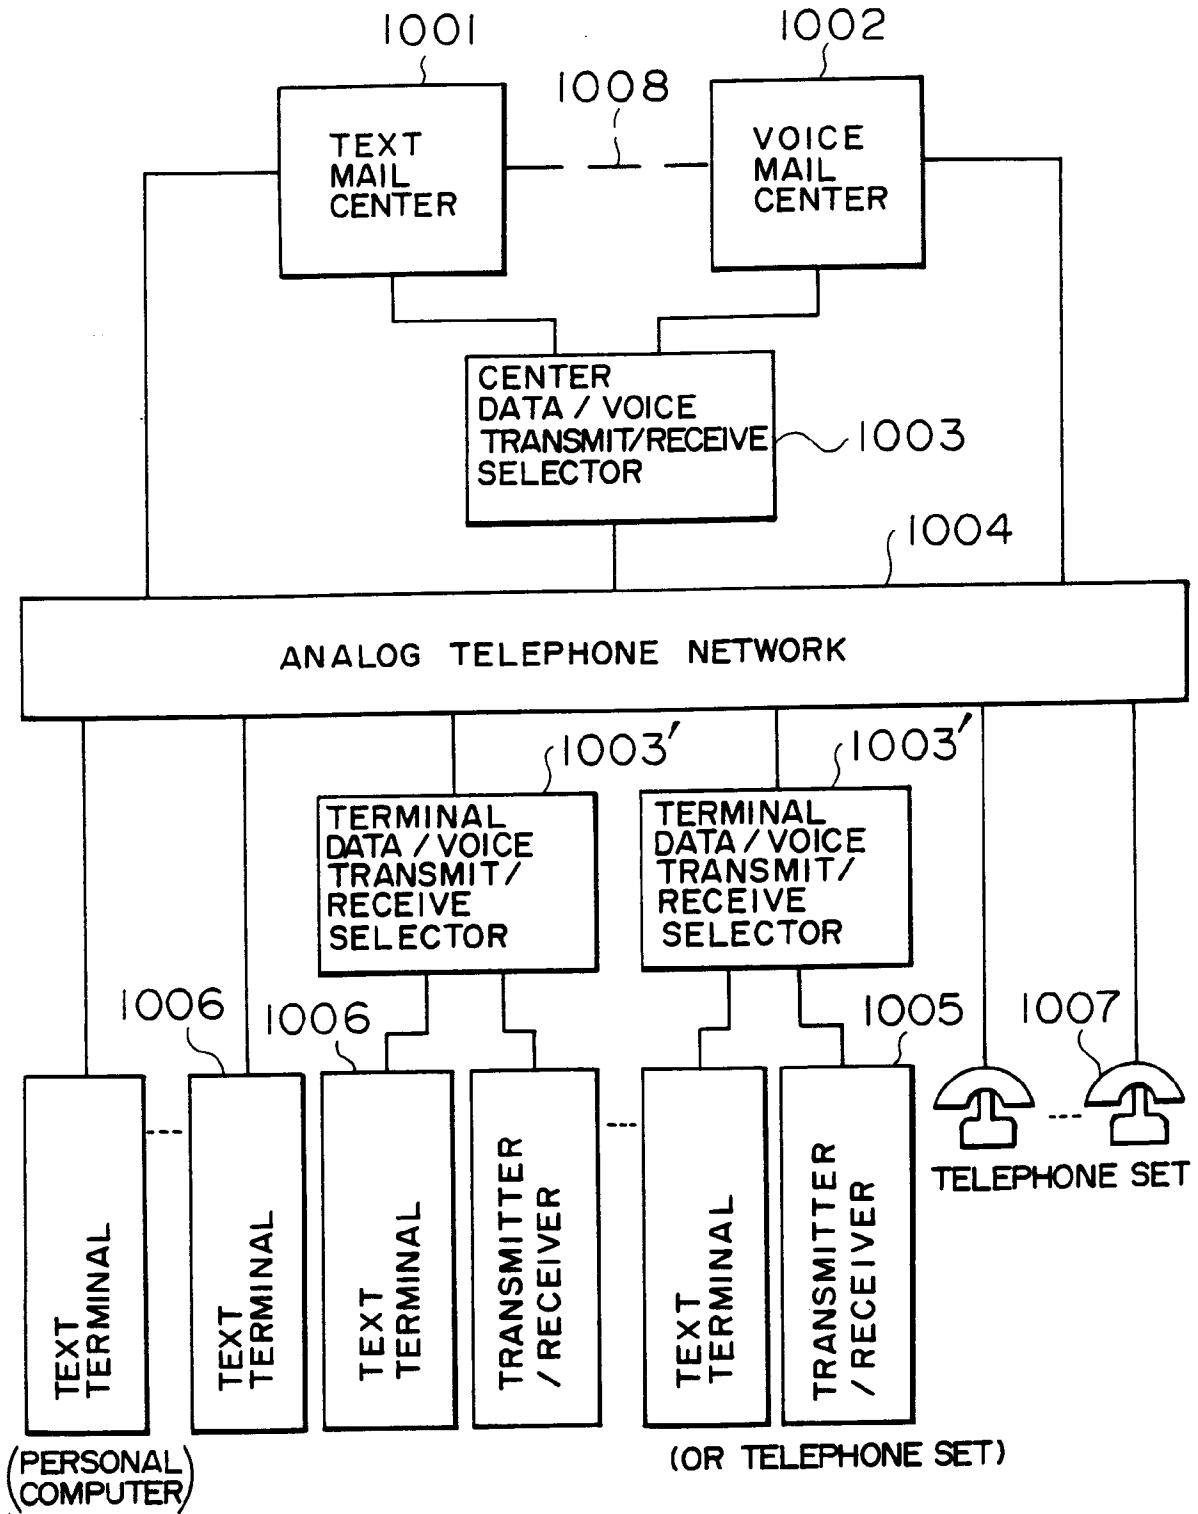 1001
1002
1008
TEXT
MAIL
CENTER
VOICE
MAIL
CENTER
CENTER
DATA / VOICE
TRANSMIT/RECEIVE
SELECTOR
1003
1004
ANALOG TELEPHONE NETWORK
1003'
1003'
TERMINAL
DATA / VOICE
TRANSMIT/
RECEIVE
SELECTOR
TERMINAL
DATA / VOICE
TRANSMIT/
RECEIVE
SELECTOR
1006
1006
1005
1007
TEXT
TERMINAL
TEXT
TERMINAL
TEXT
TERMINAL
TRANSMITTER
/RECEIVER
TEXT
TERMINAL
TRANSMITTER
/RECEIVER
TELEPHONE SET
(PERSONAL
COMPUTER)
(OR TELEPHONE SET)